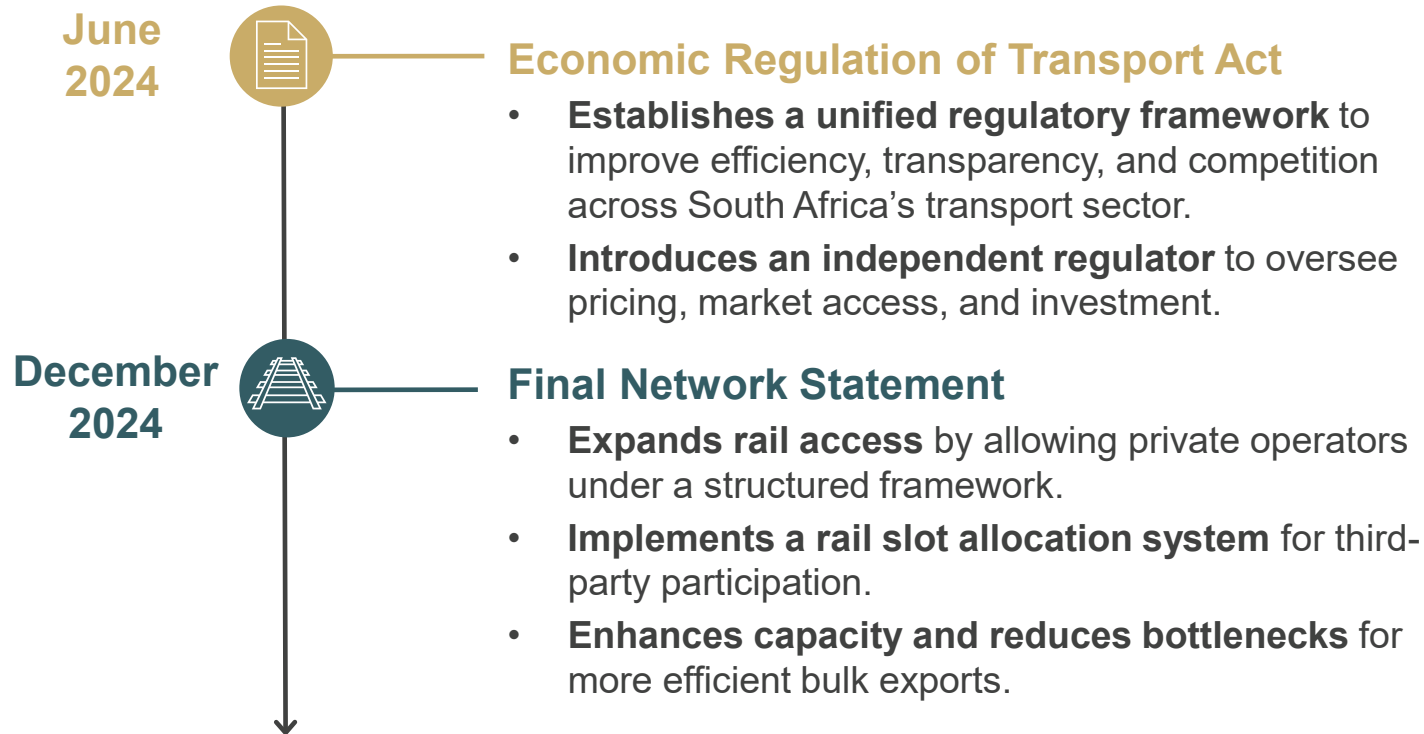 June
2024
Economic Regulation of Transport Act
• Establishes a unified regulatory framework to
improve efficiency, transparency, and competition
across South Africa’s transport sector.
• Introduces an independent regulator to oversee
pricing, market access, and investment.
December
2024
Final Network Statement
• Expands rail access by allowing private operators
under a structured framework.
• Implements a rail slot allocation system for third-
party participation.
• Enhances capacity and reduces bottlenecks for
more efficient bulk exports.